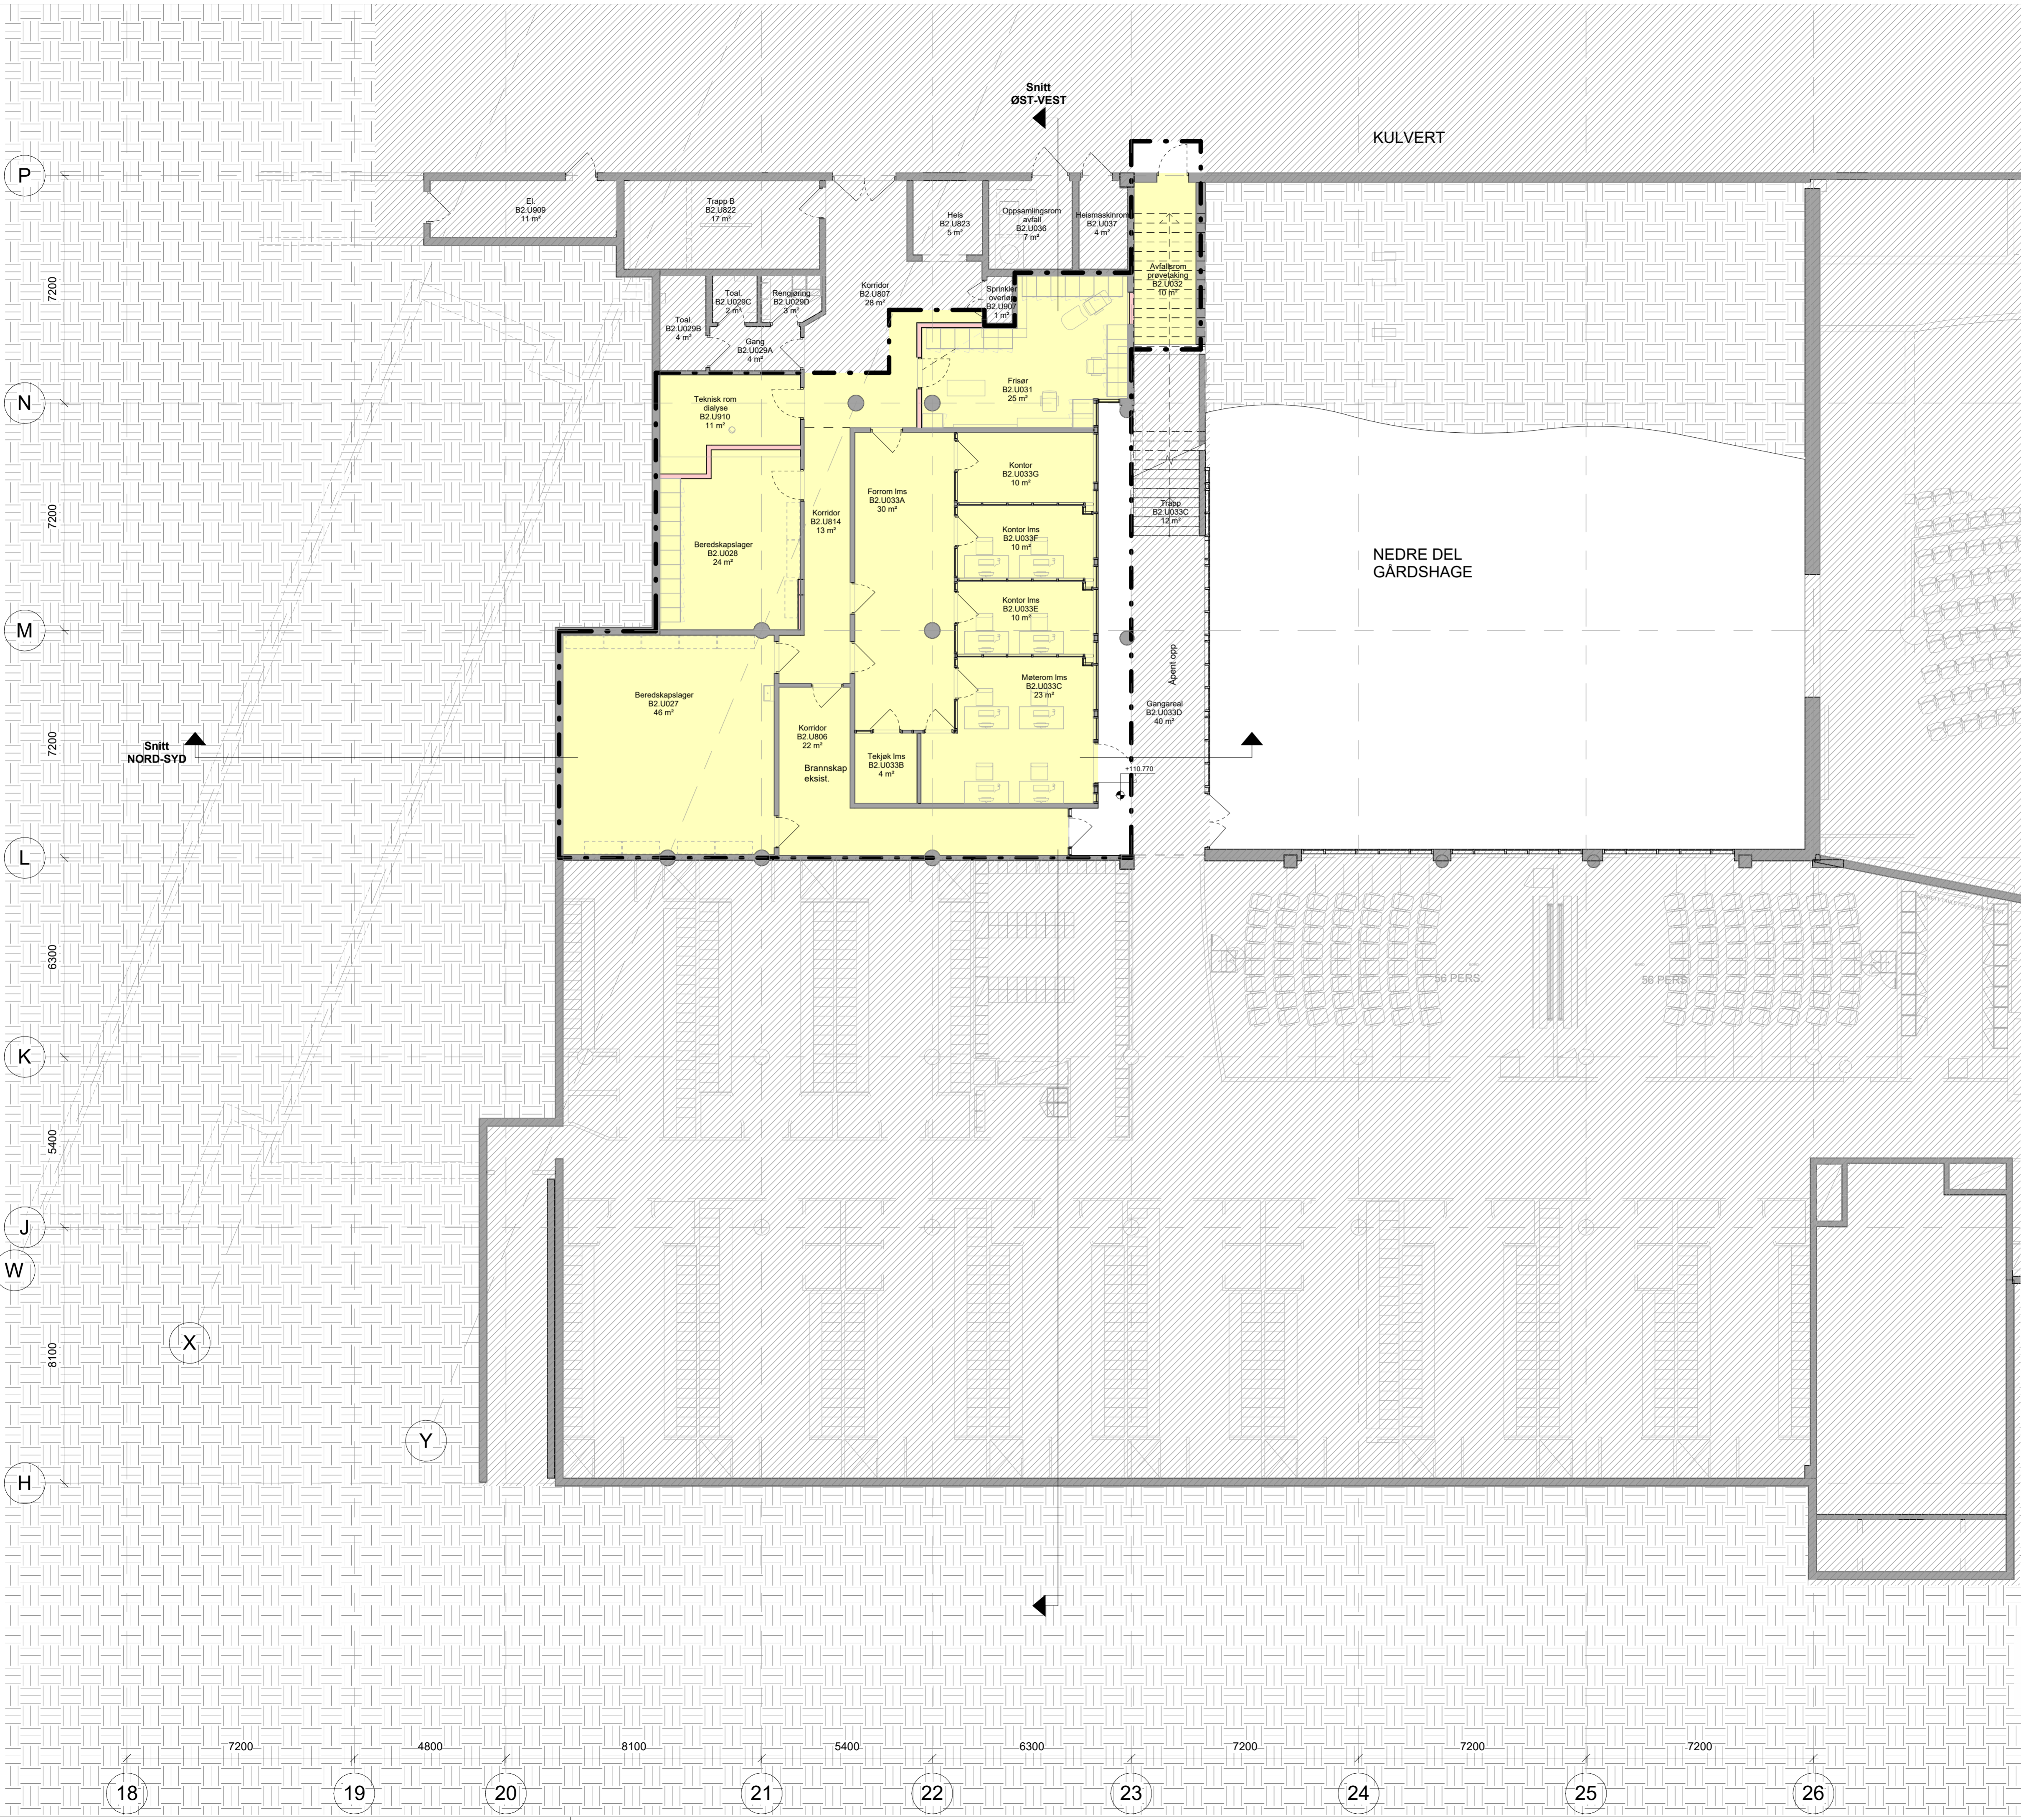 Snitt
ØST-VEST
KULVERT
P
El.
B2.U909
11 m²
Trapp B
B2.U822
17 m²
Heis
B2.U823
5 m²
Oppsamlingsrom
avfall
B2.U036
7 m²
Heismaskinrom
B2.U037
4 m²
Avfallsrom
prøvetaking
B2.U032
10 m²
7200
Toal.
B2.U029B
4 m²
Toal.
B2.U029C
2 m²
Rengjøring
B2.U029D
3 m²
Korridor
B2.U807
28 m²
Sprinkler
overløp
B2.U907
1 m²
Gang
B2.U029A
4 m²
N
Teknisk rom
dialyse
B2.U910
11 m²
Frisør
B2.U031
25 m²
7200
Forrom lms
B2.U033A
30 m²
Kontor
B2.U033G
10 m²
Korridor
B2.U814
13 m²
Trapp
B2.U033C
12 m²
Beredskapslager
B2.U028
24 m²
Kontor lms
B2.U033F
10 m²
NEDRE DEL
GÅRDSHAGE
Kontor lms
B2.U033E
10 m²
M
Åpent opp
Beredskapslager
B2.U027
46 m²
Møterom lms
B2.U033C
23 m²
Gangareal
B2.U033D
40 m²
7200
Snitt
NORD-SYD
Korridor
B2.U806
22 m²
Brannskap
eksist.
Tekjøk lms
B2.U033B
4 m²
+110.770
L
6300
56 PERS.
56 PERS.
K
5400
J
W
X
8100
Y
H
7200
4800
8100
5400
6300
7200
7200
7200
18
19
20
21
22
23
24
25
26